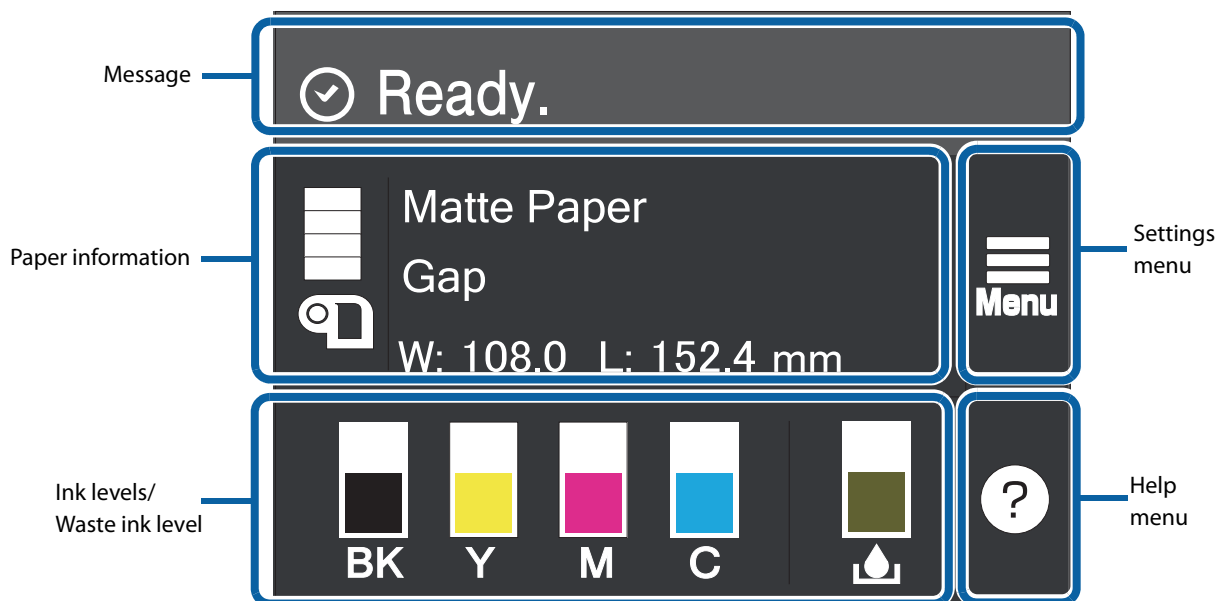 Message
Ready.
Paper information
Matte Paper
Gap
W: 108.0 L: 152.4 mm
Menu
Settings
menu
Ink levels/
Waste ink level
BK Y M C
?
Help
menu